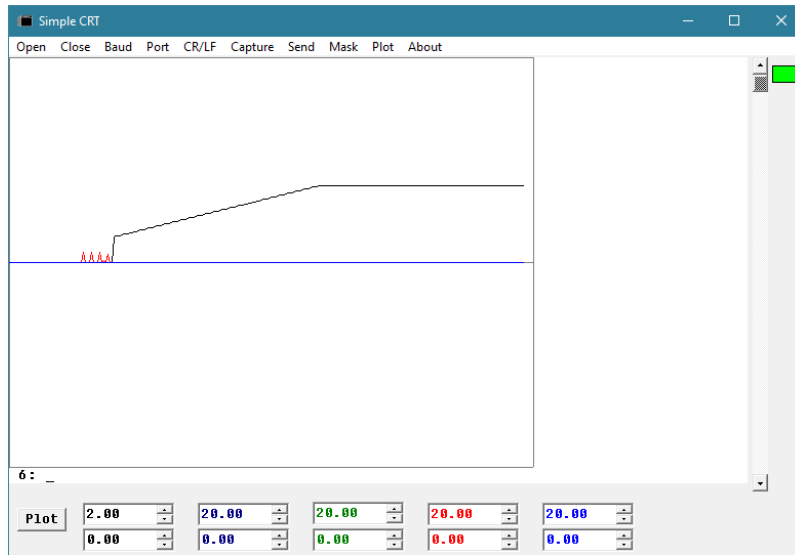 Simple CRT
Open Close Baud Port CR/LF Capture Send Mask Plot About
6: _
Plot 2.00 20.00 20.00 20.00 20.00
0.00 0.00 0.00 0.00 0.00